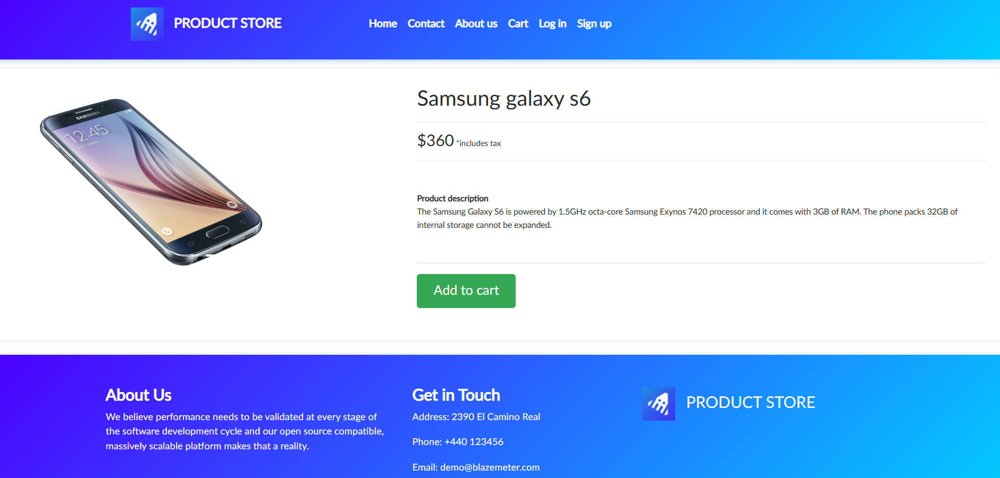 PRODUCT STORE
Home Contact About us Cart Log in Sign up
SAMSUNG
12:45
Sun, 1 March
Samsung galaxy s6
$360 *includes tax
Product description
The Samsung Galaxy S6 is powered by 1.5GHz octa-core Samsung Exynos 7420 processor and it comes with 3GB of RAM. The phone packs 32GB of
internal storage cannot be expanded.
Add to cart
About Us
We believe performance needs to be validated at every stage of
the software development cycle and our open source compatible,
massively scalable platform makes that a reality.
Get in Touch
Address: 2390 El Camino Real
Phone: +440 123456
Email: demo@blazemeter.com
PRODUCT STORE